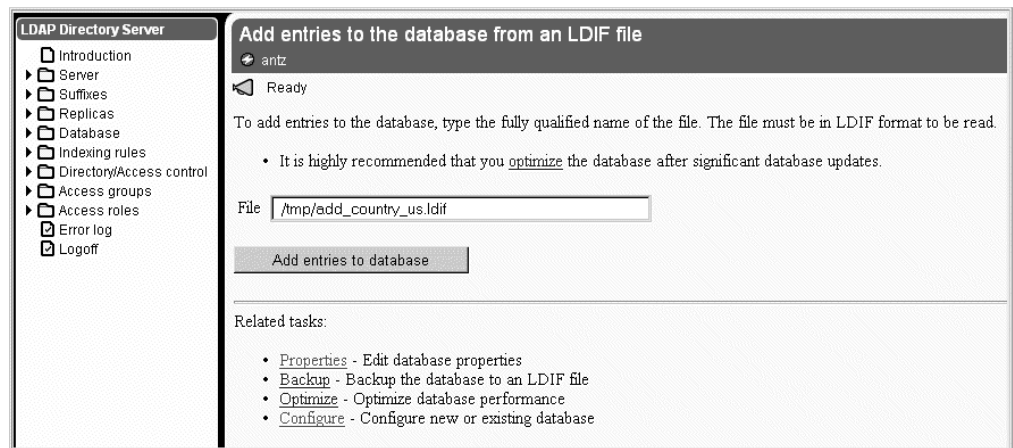 LDAP Directory Server
Introduction
Server
Suffixes
Replicas
Database
Indexing rules
Directory/Access control
Access groups
Access roles
Error log
Logoff
Add entries to the database from an LDIF file
antz
Ready
To add entries to the database, type the fully qualified name of the file. The file must be in LDIF format to be read.
• It is highly recommended that you optimize the database after significant database updates.
File /tmp/add_country_us.ldif
Add entries to database
Related tasks:
• Properties - Edit database properties
• Backup - Backup the database to an LDIF file
• Optimize - Optimize database performance
• Configure - Configure new or existing database